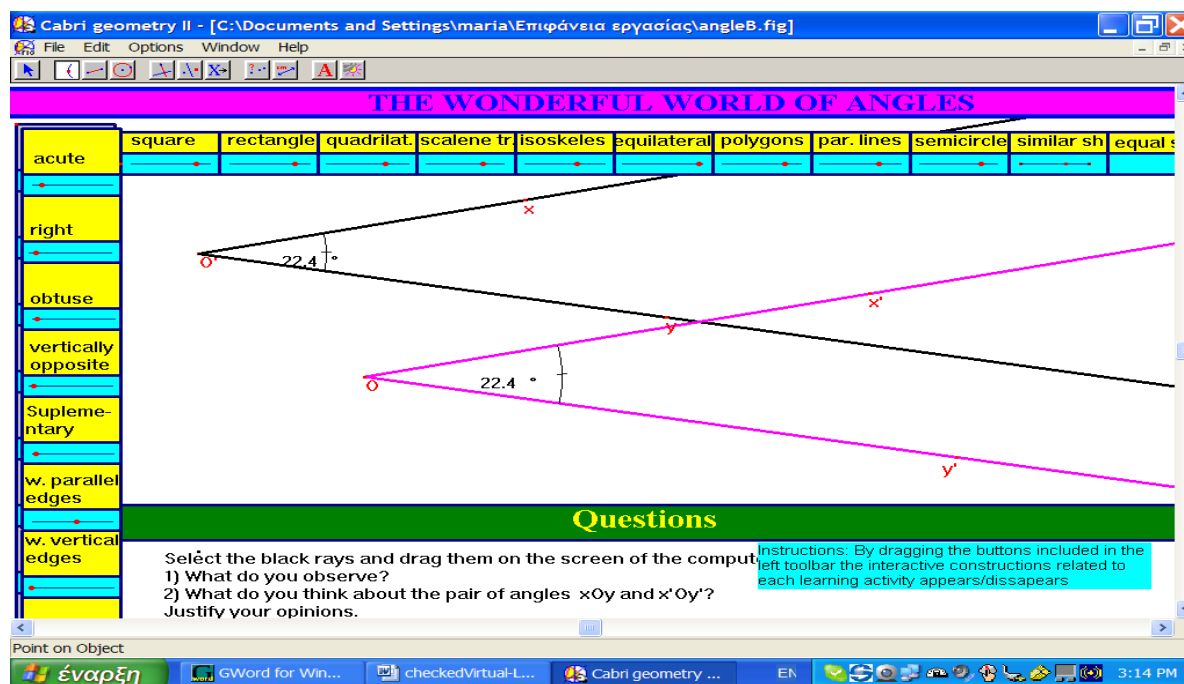 Cabri geometry II - [C:\Documents and Settings\maria\Επιφάνεια εργασίας\angleB.fig]
File Edit Options Window Help
THE WONDERFUL WORLD OF ANGLES
square rectangle quadrilat. scalene tr. isoskeles equilateral polygons par. lines semicircle similar sh equal s
acute
right
obtuse
vertically
opposite
Supleme-
ntary
w. parallel
edges
w. vertical
edges
x
O'
22.4 °
x'
y
O
22.4 °
y'
Questions
Select the black rays and drag them on the screen of the comput
1) What do you observe?
2) What do you think about the pair of angles xOy and x'Oy'?
Justify your opinions.
Instructions: By dragging the buttons included in the
left toolbar the interactive constructions related to
each learning activity appears/dissapears
Point on Object
έναρξη GWord for Win... checkedVirtual-L... Cabri geometry ... EN 3:14 PM